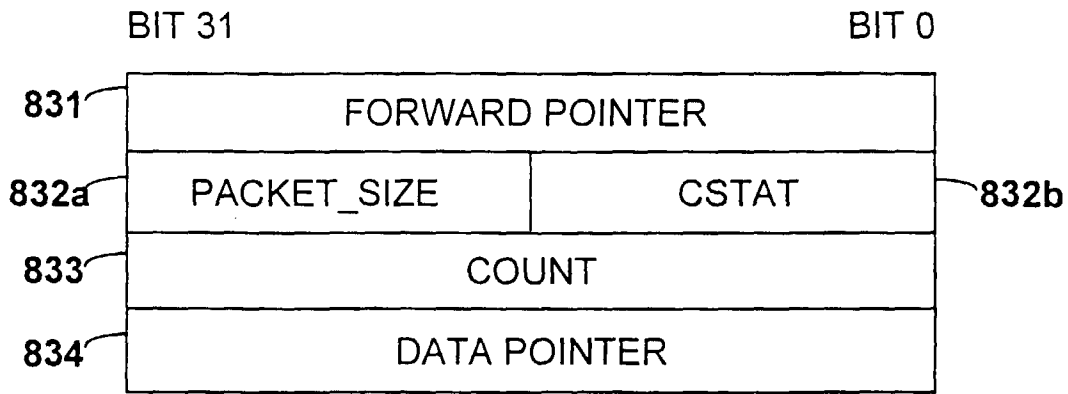 BIT 31 BIT 0
831 FORWARD POINTER
832a PACKET_SIZE CSTAT 832b
833 COUNT
834 DATA POINTER